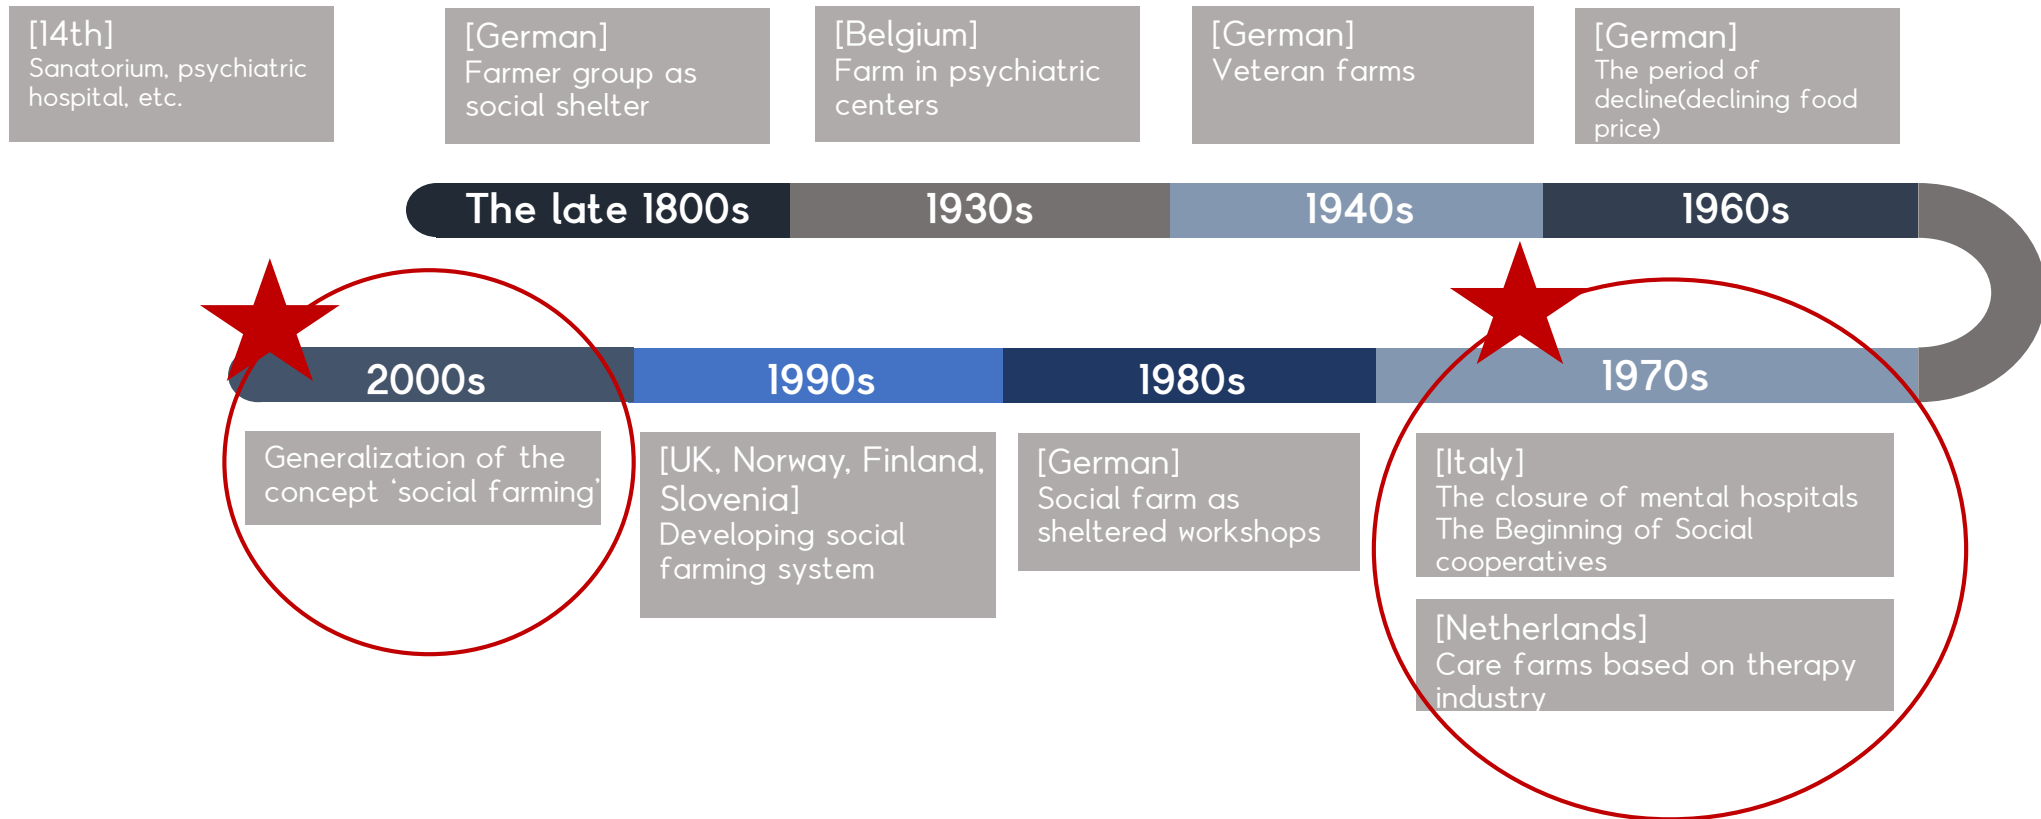 [14th]
Sanatorium, psychiatric
hospital, etc.
[German]
Farmer group as
social shelter
[Belgium]
Farm in psychiatric
centers
[German]
Veteran farms
[German]
The period of
decline(declining food
price)
The late 1800s
1930s
1940s
1960s
2000s
1990s
1980s
1970s
Generalization of the
concept ‘social farming’
[UK, Norway, Finland,
Slovenia]
Developing social
farming system
[German]
Social farm as
sheltered workshops
[Italy]
The closure of mental hospitals
The Beginning of Social
cooperatives
[Netherlands]
Care farms based on therapy
industry